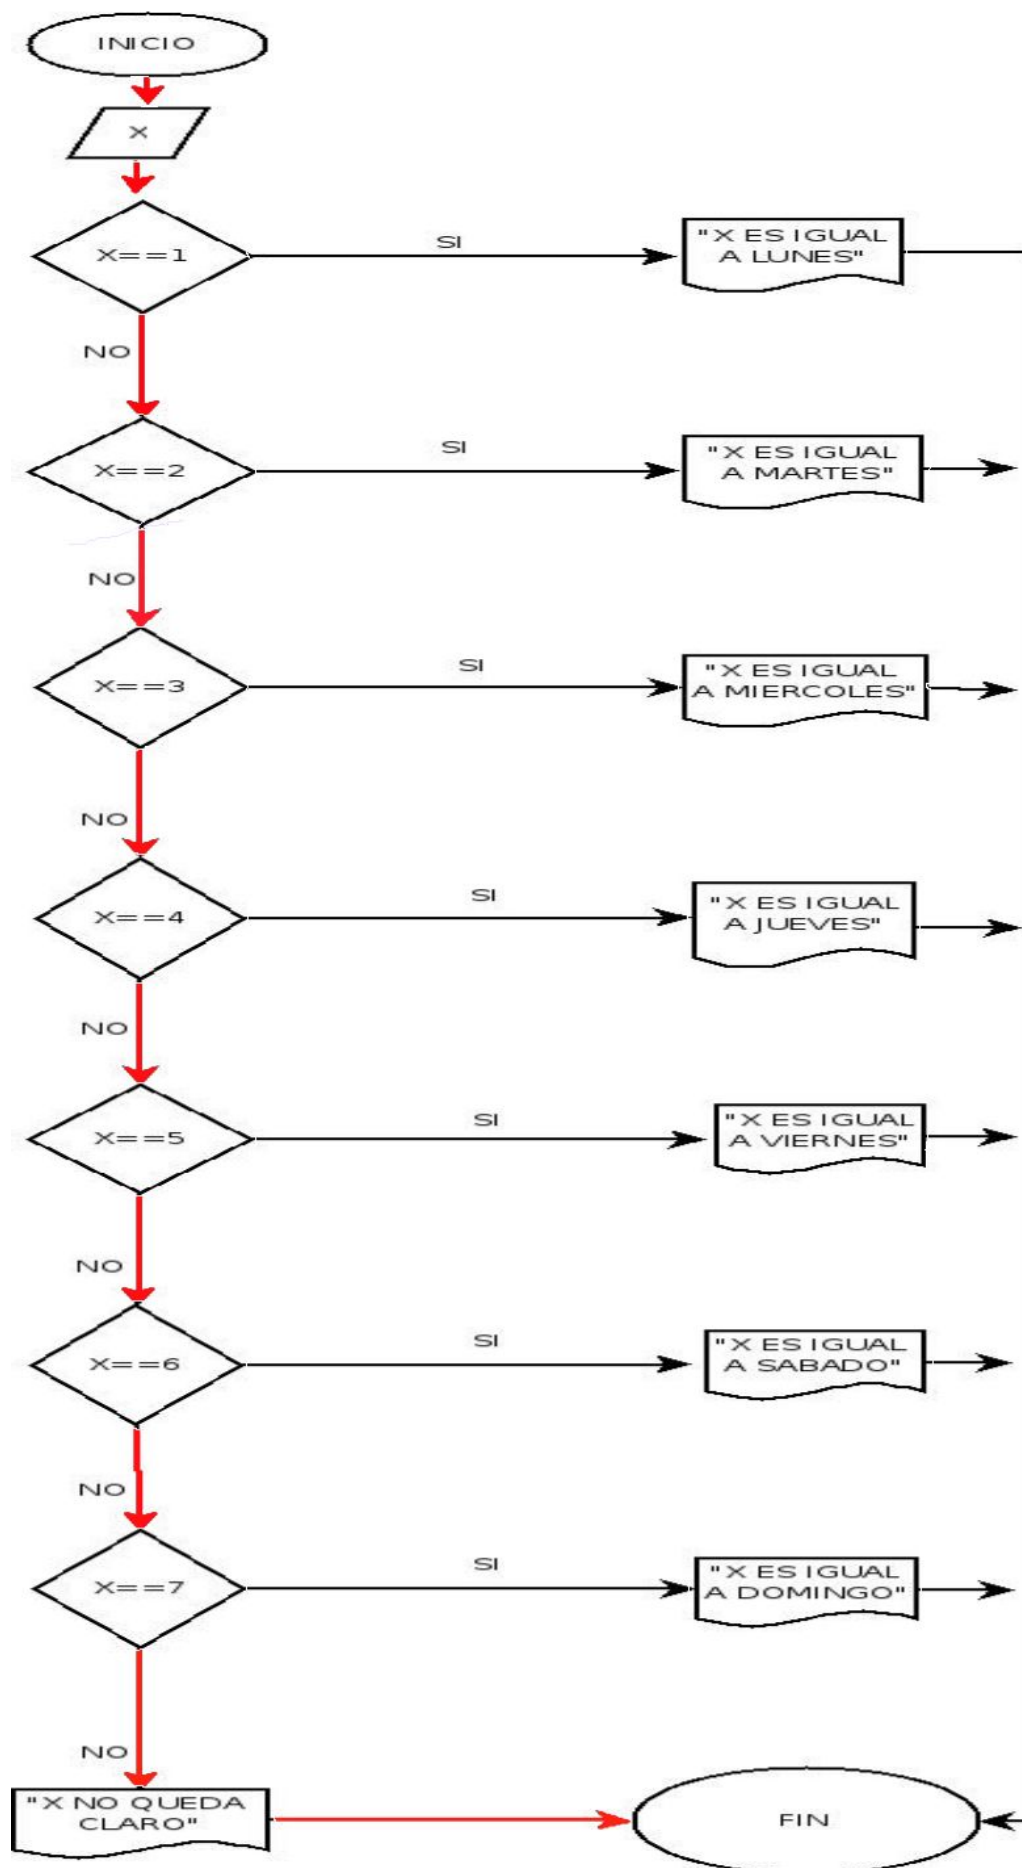 INICIO
X
X==1
SI
"X ES IGUAL
A LUNES"
NO
X==2
SI
"X ES IGUAL
A MARTES"
NO
X==3
SI
"X ES IGUAL
A MIERCOLES"
NO
X==4
SI
"X ES IGUAL
A JUEVES"
NO
X==5
SI
"X ES IGUAL
A VIERNES"
NO
X==6
SI
"X ES IGUAL
A SABADO"
NO
X==7
SI
"X ES IGUAL
A DOMINGO"
NO
"X NO QUEDA
CLARO"
FIN